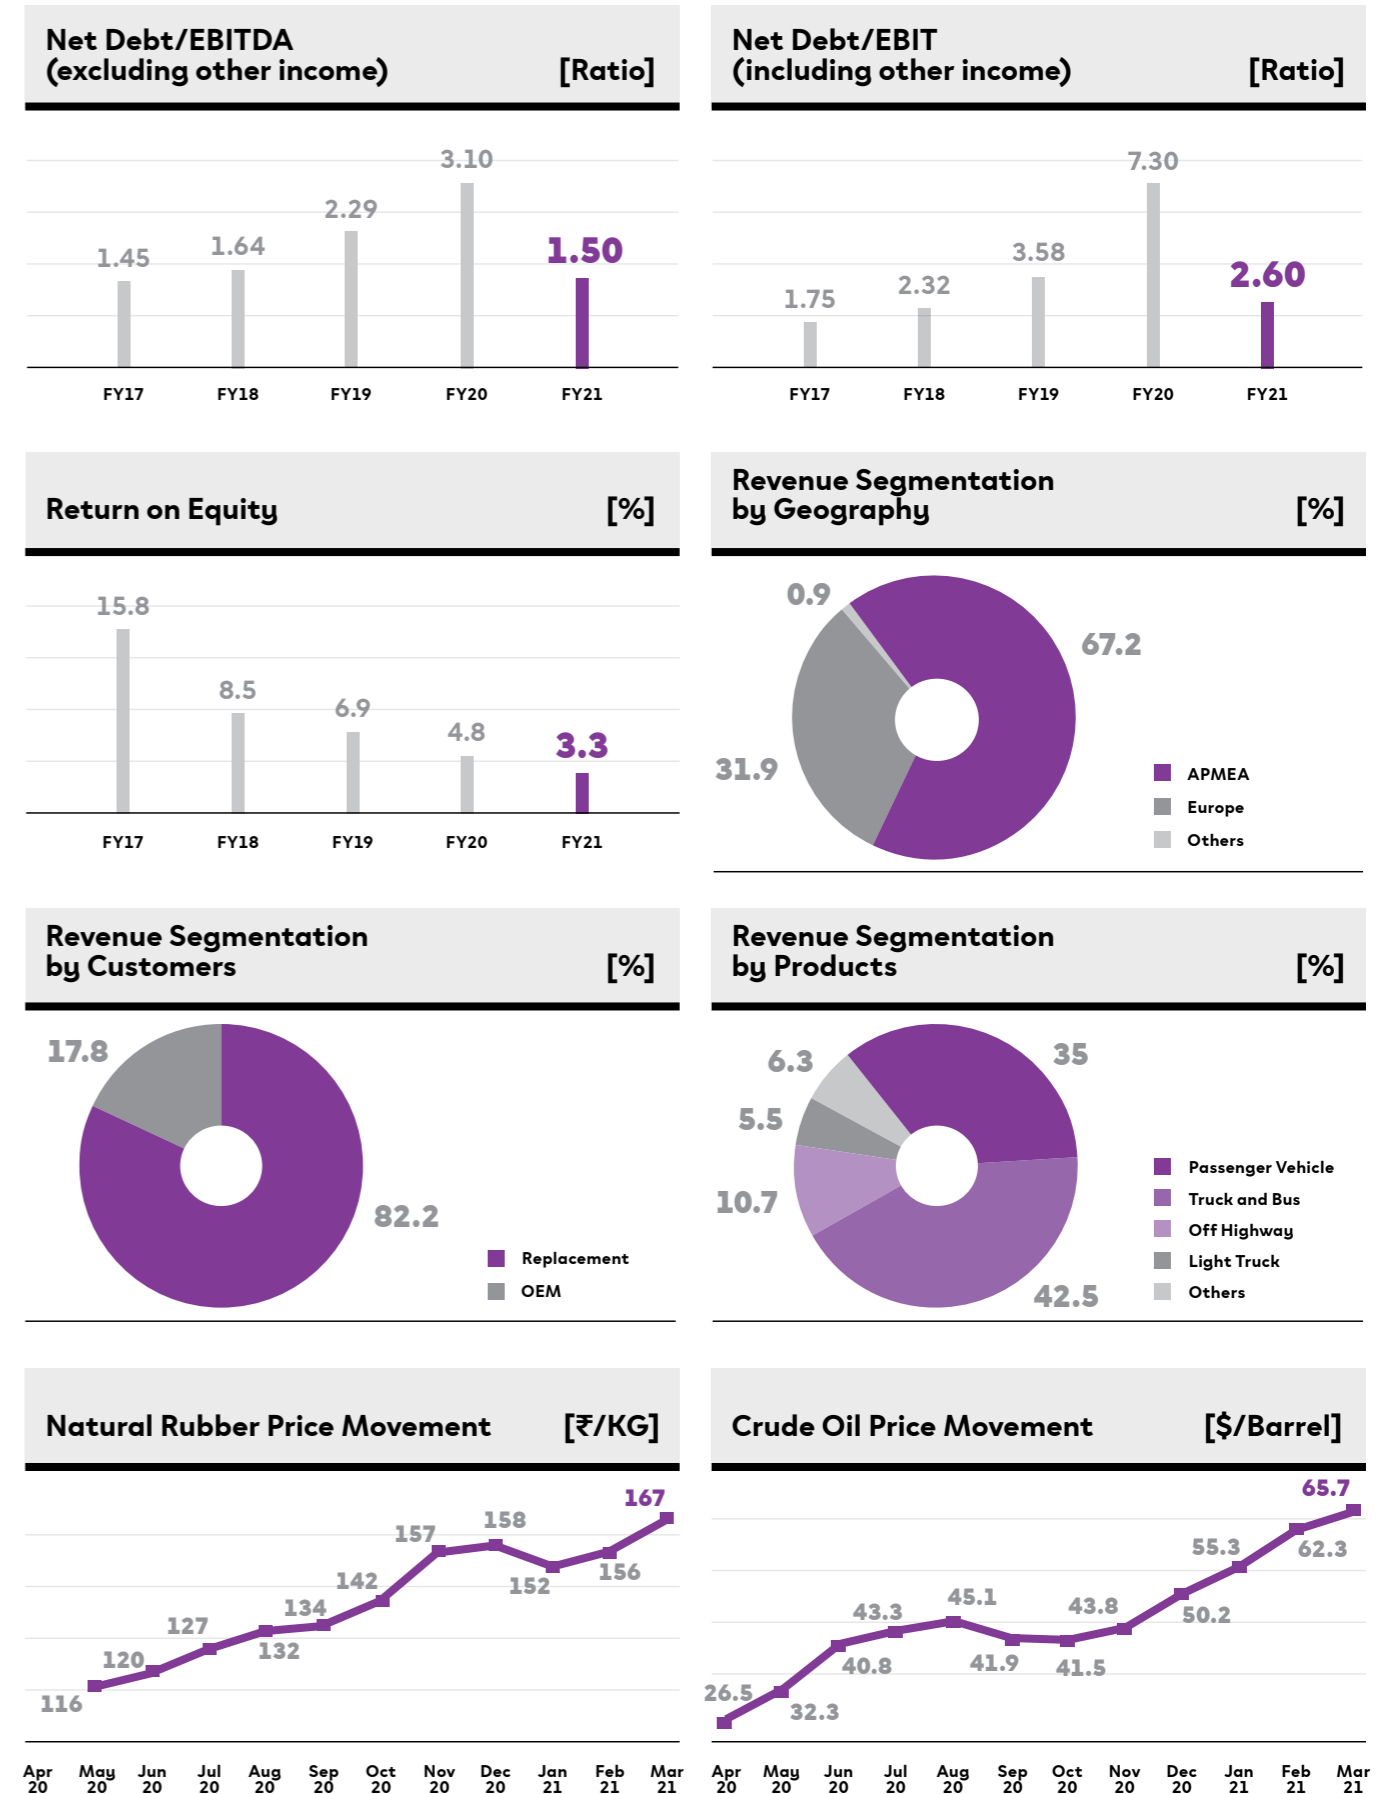 Net Debt/EBITDA
(excluding other income) [Ratio]
3.10
2.29
1.64
1.45
1.50
FY17 FY18 FY19 FY20 FY21
Net Debt/EBIT
(including other income) [Ratio]
7.30
3.58
2.32
1.75
2.60
FY17 FY18 FY19 FY20 FY21
Return on Equity [%]
15.8
8.5
6.9
4.8
3.3
FY17 FY18 FY19 FY20 FY21
Revenue Segmentation
by Geography [%]
0.9
67.2
31.9
APMEA
Europe
Others
Revenue Segmentation
by Customers [%]
17.8
82.2
Replacement
OEM
Revenue Segmentation
by Products [%]
35
6.3
5.5
10.7
42.5
Passenger Vehicle
Truck and Bus
Off Highway
Light Truck
Others
Natural Rubber Price Movement [₹/KG]
116
120
127
132
134
142
157
158
152
156
167
Apr May Jun Jul Aug Sep Oct Nov Dec Jan Feb Mar
20 20 20 20 20 20 20 20 20 21 21 21
Crude Oil Price Movement [$/Barrel]
26.5
32.3
40.8
43.3
45.1
41.9
41.5
43.8
50.2
55.3
62.3
65.7
Apr May Jun Jul Aug Sep Oct Nov Dec Jan Feb Mar
20 20 20 20 20 20 20 20 20 21 21 21